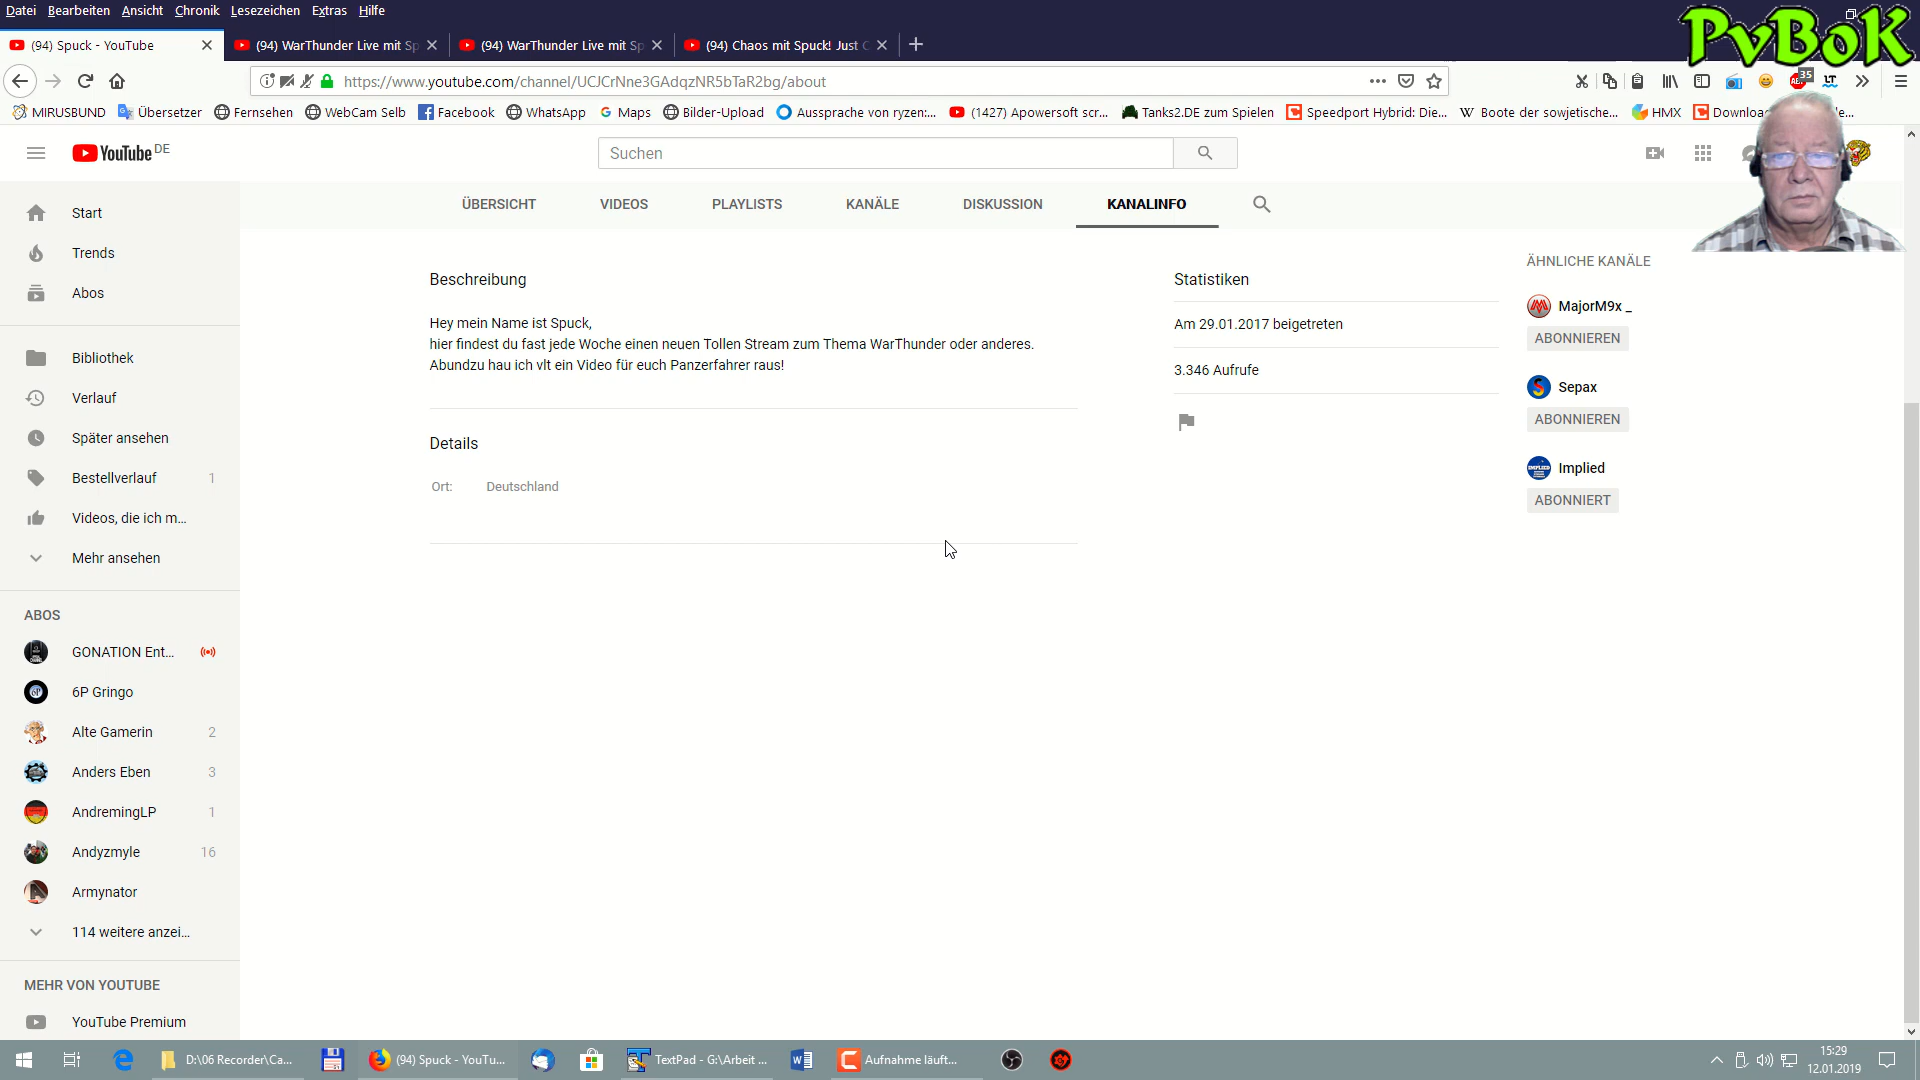 Datei Bearbeiten Ansicht Chronik Lesezeichen Extras Hilfe
PvBoK
(94) Spuck - YouTube
(94) WarThunder Live mit Sp
(94) WarThunder Live mit Sp
(94) Chaos mit Spuck! Just C
https://www.youtube.com/channel/UCJCrNne3GAdqzNR5bTaR2bg/about
35
MIRUSBUND Übersetzer Fernsehen WebCam Selb Facebook WhatsApp Maps Bilder-Upload Aussprache von ryzen:... (1427) Apowersoft scr... Tanks2.DE zum Spielen Speedport Hybrid: Die... Boote der sowjetische... HMX
YouTube DE
Suchen
Start
Trends
Abos
Bibliothek
Verlauf
Später ansehen
Bestellverlauf 1
Videos, die ich m...
Mehr ansehen
ABOS
GONATION Ent...
6P Gringo
Alte Gamerin 2
Anders Eben 3
AndremingLP 1
Andyzmyle 16
Armynator
114 weitere anzei...
MEHR VON YOUTUBE
YouTube Premium
ÜBERSICHT VIDEOS PLAYLISTS KANÄLE DISKUSSION KANALINFO
Beschreibung
Hey mein Name ist Spuck,
hier findest du fast jede Woche einen neuen Tollen Stream zum Thema WarThunder oder anderes.
Abundzu hau ich vlt ein Video für euch Panzerfahrer raus!
Details
Ort: Deutschland
Statistiken
Am 29.01.2017 beigetreten
3.346 Aufrufe
ÄHNLICHE KANÄLE
MajorM9x _
ABONNIEREN
Sepax
ABONNIEREN
Implied
ABONNIERT
D:\06 Recorder\Ca...
(94) Spuck - YouTu...
TextPad - G:\Arbeit ...
Aufnahme läuft...
15:29
12.01.2019